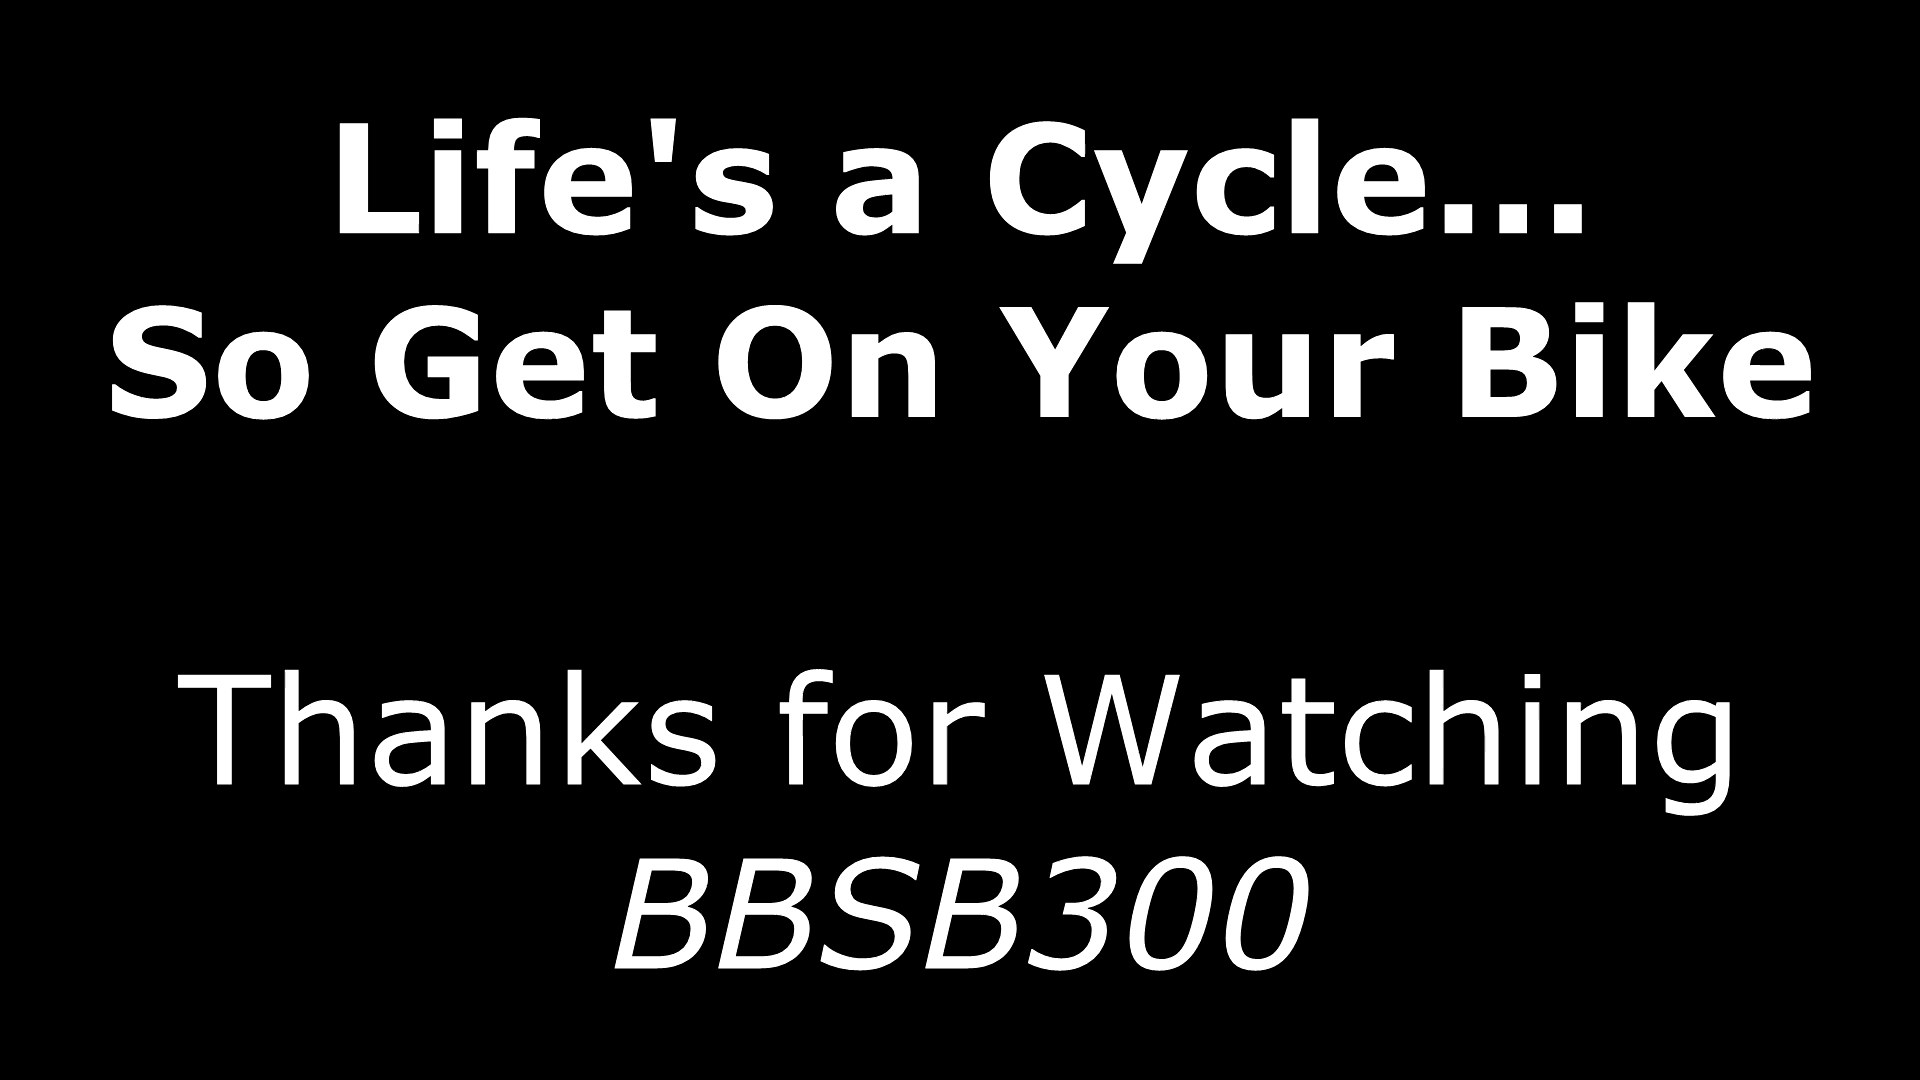 Life's a Cycle...
So Get On Your Bike
Thanks for Watching
BBSB300